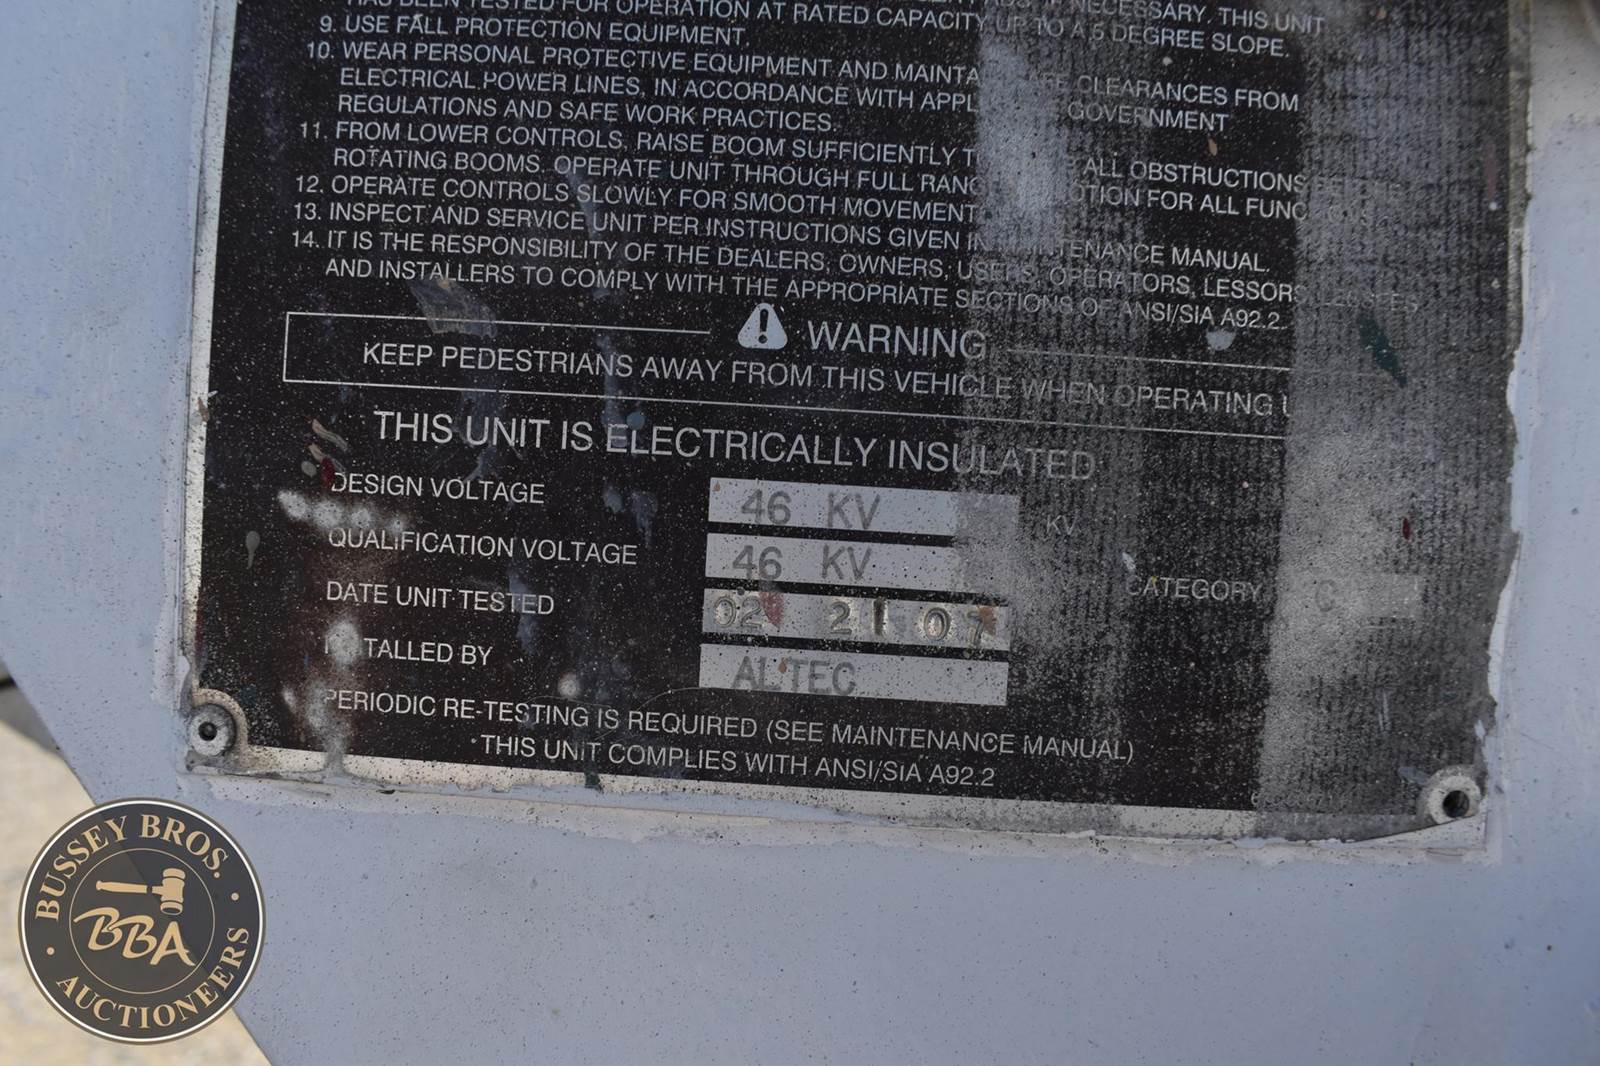 HAS BEEN TESTED FOR OPERATION AT RATED CAPACITY UP TO A 5 DEGREE SLOPE.
NECESSARY. THIS UNIT
9. USE FALL PROTECTION EQUIPMENT.
10. WEAR PERSONAL PROTECTIVE EQUIPMENT AND CLEARANCES FROM
ELECTRICAL POWER LINES, IN ACCORDANCE WITH GOVERNMENT
REGULATIONS AND SAFE WORK PRACTICES.
11. FROM LOWER CONTROLS, RAISE BOOM SUFFICIENTLY ALL OBSTRUCTIONS
ROTATING BOOMS. OPERATE UNIT THROUGH FULL FOR ALL
12. OPERATE CONTROLS SLOWLY FOR SMOOTH MOVEMENT
13. INSPECT AND SERVICE UNIT PER INSTRUCTIONS GIVEN IN MAINTENANCE MANUAL.
14. IT IS THE RESPONSIBILITY OF THE DEALERS, OWNERS, USERS, OPERATORS, LESSORS, LESSEES
AND INSTALLERS TO COMPLY WITH THE APPROPRIATE SECTIONS OF ANSI/SIA A92.2.
WARNING
KEEP PEDESTRIANS AWAY FROM THIS VEHICLE WHEN OPERATING
THIS UNIT IS ELECTRICALLY INSULATED
DESIGN VOLTAGE 46 KV KV
QUALIFICATION VOLTAGE 46 KV CATEGORY C
DATE UNIT TESTED 02 21 07
INSTALLED BY ALTEC
PERIODIC RE-TESTING IS REQUIRED (SEE MAINTENANCE MANUAL)
THIS UNIT COMPLIES WITH ANSI/SIA A92.2
BUSSEY BROS.
BBA
AUCTIONEERS